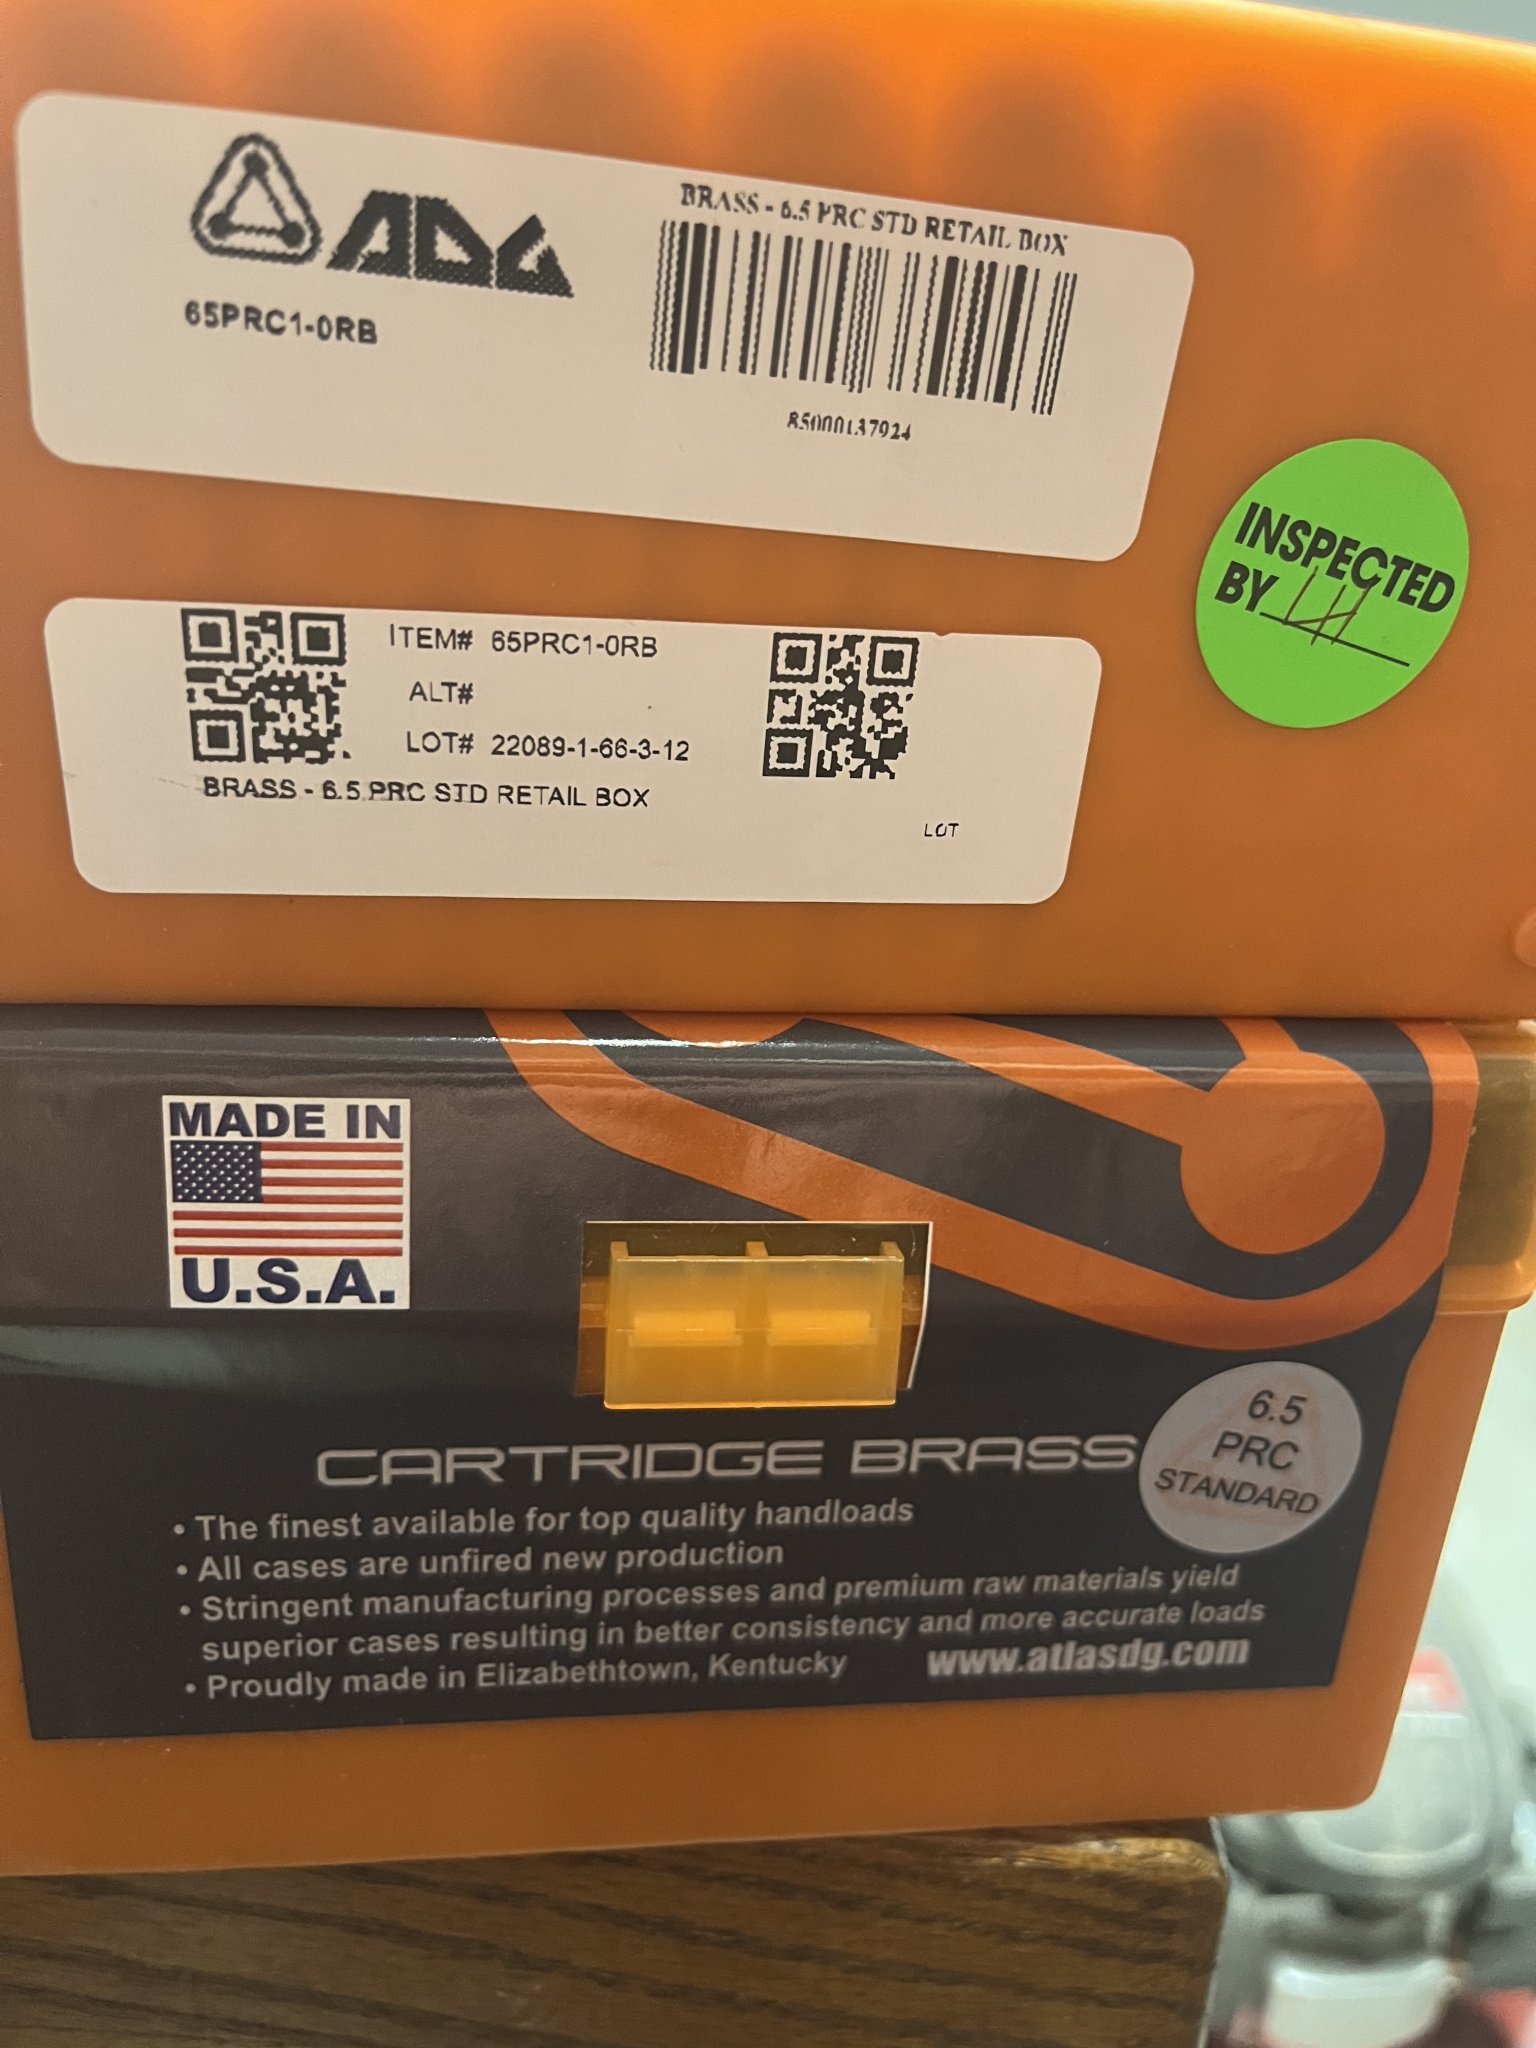 ADG
BRASS - 6.5 PRC STD RETAIL BOX
65PRC1-0RB
85000137924
INSPECTED
BY LH
ITEM# 65PRC1-0RB
ALT#
LOT# 22089-1-66-3-12
BRASS - 6.5 PRC STD RETAIL BOX
LOT
MADE IN
U.S.A.
6.5
PRC
STANDARD
CARTRIDGE BRASS
• The finest available for top quality handloads
• All cases are unfired new production
• Stringent manufacturing processes and premium raw materials yield
superior cases resulting in better consistency and more accurate loads
• Proudly made in Elizabethtown, Kentucky www.atlasdg.com